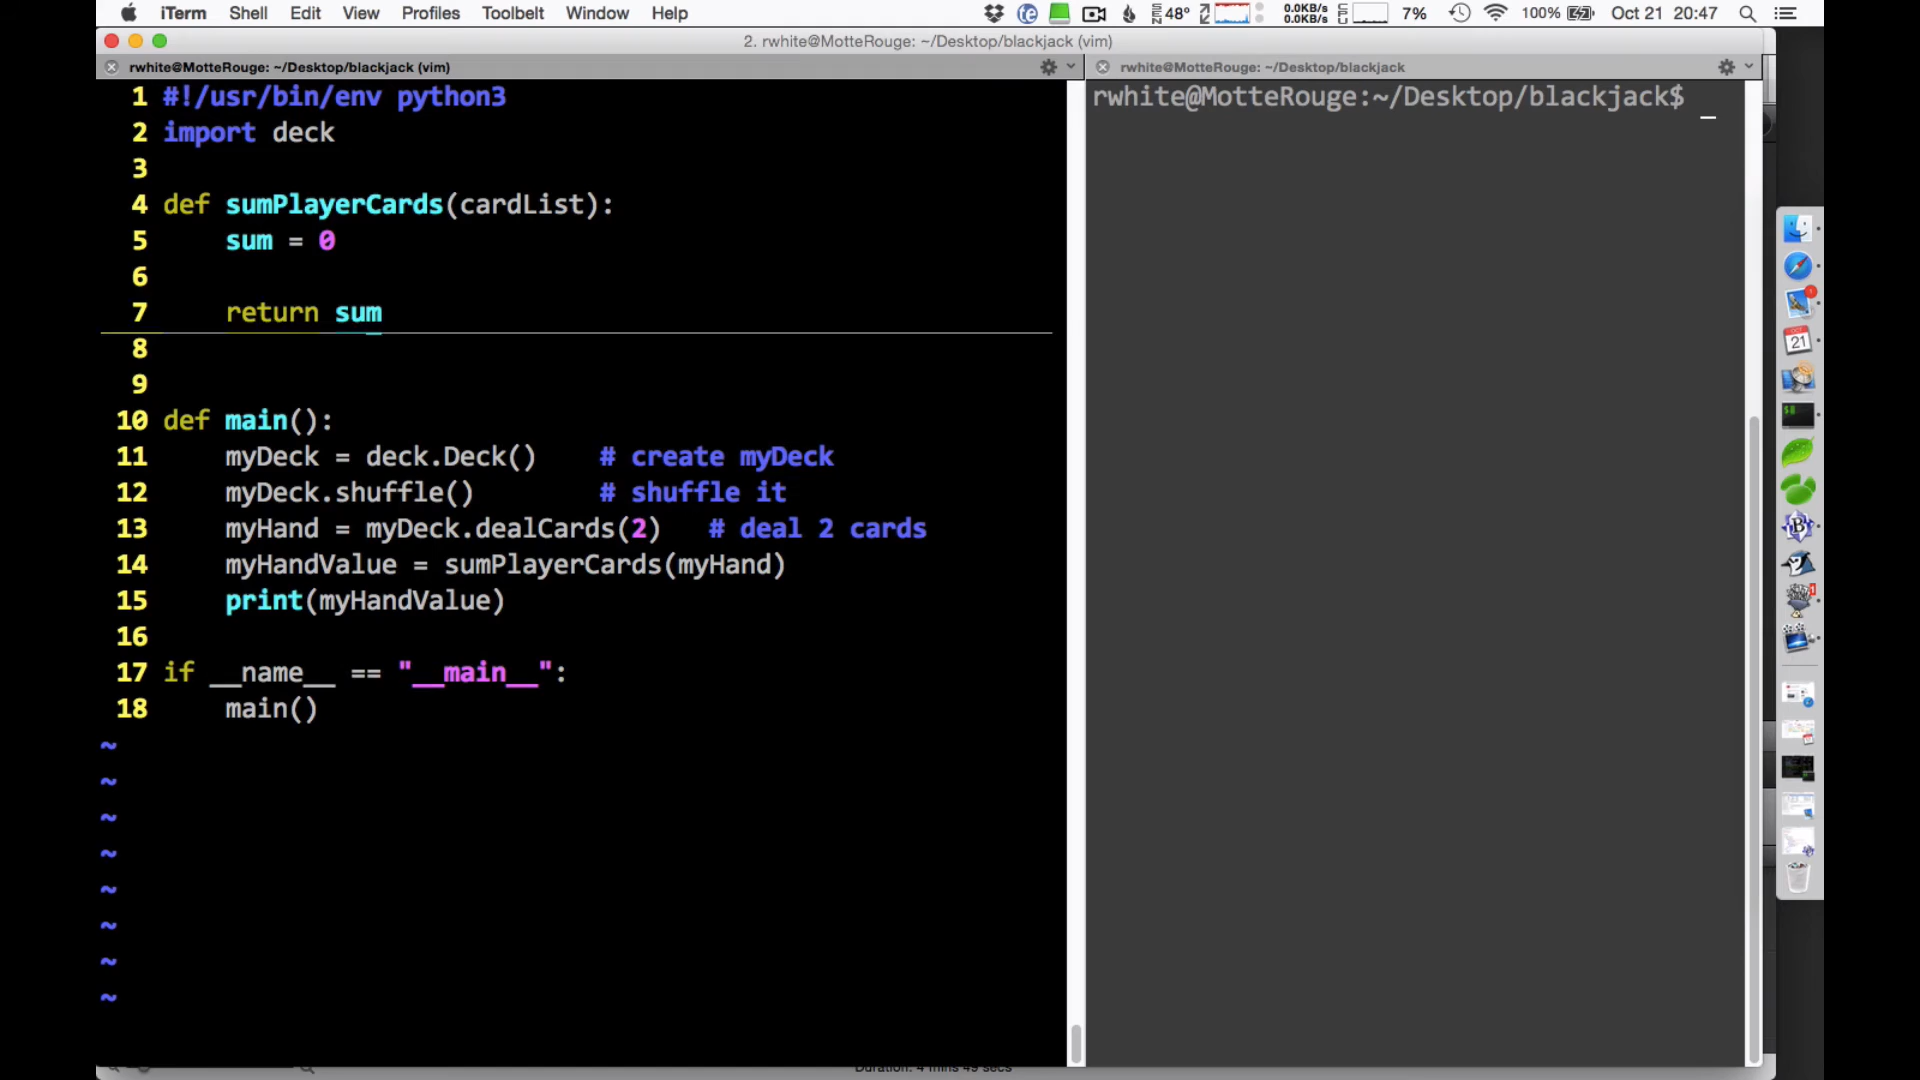 iTerm Shell Edit View Profiles Toolbelt Window Help 48° 0.0KB/s 0.0KB/s 7% 100% Oct 21 20:47
2. rwhite@MotteRouge: ~/Desktop/blackjack (vim)
rwhite@MotteRouge: ~/Desktop/blackjack (vim)
rwhite@MotteRouge: ~/Desktop/blackjack
1 #!/usr/bin/env python3
2 import deck
3
4 def sumPlayerCards(cardList):
5     sum = 0
6
7     return sum
8
9
10 def main():
11     myDeck = deck.Deck()    # create myDeck
12     myDeck.shuffle()        # shuffle it
13     myHand = myDeck.dealCards(2)   # deal 2 cards
14     myHandValue = sumPlayerCards(myHand)
15     print(myHandValue)
16
17 if __name__ == "__main__":
18     main()
~
~
~
~
~
~
~
~
rwhite@MotteRouge:~/Desktop/blackjack$ _
Duration: 4 mins 49 secs